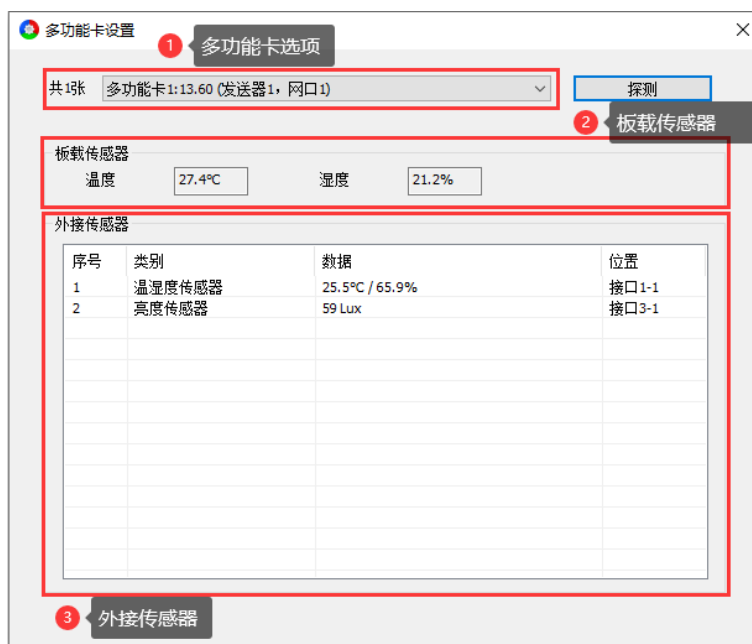 多功能卡设置
1 多功能卡选项
共1张 多功能卡1:13.60 (发送器1，网口1) 探测
2 板载传感器
板载传感器
温度 27.4℃ 湿度 21.2%
外接传感器
序号 类别 数据 位置
1 温湿度传感器 25.5℃ / 65.9% 接口1-1
2 亮度传感器 59 Lux 接口3-1
3 外接传感器